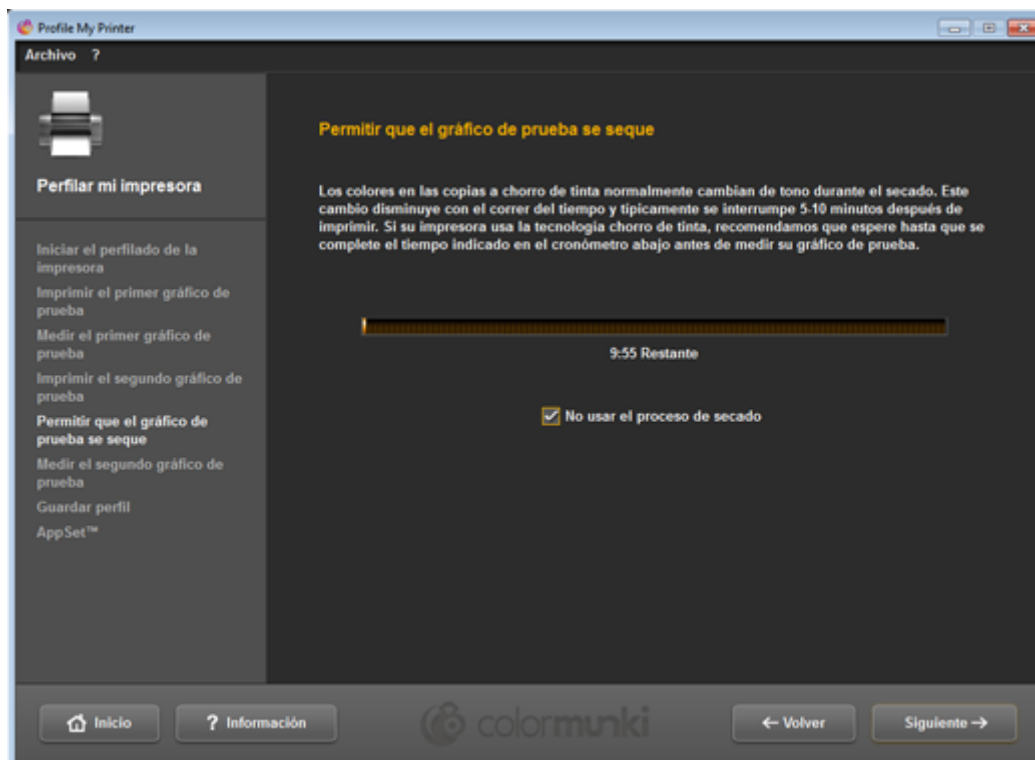 Profile My Printer
Archivo ?
Perfilar mi impresora
Iniciar el perfilado de la
impresora
Imprimir el primer gráfico de
prueba
Medir el primer gráfico de
prueba
Imprimir el segundo gráfico de
prueba
Permitir que el gráfico de
prueba se seque
Medir el segundo gráfico de
prueba
Guardar perfil
AppSet™
Permitir que el gráfico de prueba se seque
Los colores en las copias a chorro de tinta normalmente cambian de tono durante el secado. Este
cambio disminuye con el correr del tiempo y típicamente se interrumpe 5-10 minutos después de
imprimir. Si su impresora usa la tecnología chorro de tinta, recomendamos que espere hasta que se
complete el tiempo indicado en el cronómetro abajo antes de medir su gráfico de prueba.
9:55 Restante
No usar el proceso de secado
Inicio
? Información
colormunki
← Volver
Siguiente →